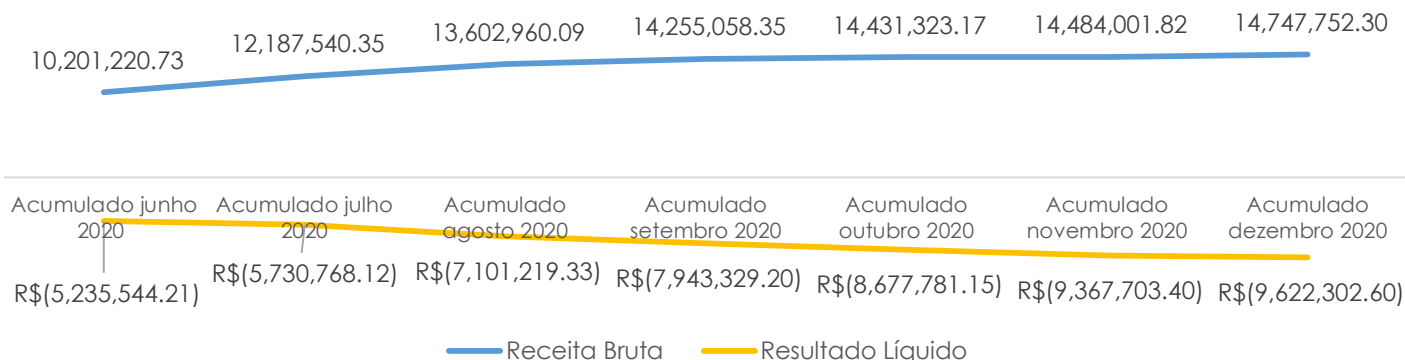 10,201,220.73
12,187,540.35
13,602,960.09
14,255,058.35
14,431,323.17
14,484,001.82
14,747,752.30
Acumulado junho
2020
Acumulado julho
2020
Acumulado
agosto 2020
Acumulado
setembro 2020
Acumulado
outubro 2020
Acumulado
novembro 2020
Acumulado
dezembro 2020
R$(5,235,544.21)
R$(5,730,768.12)
R$(7,101,219.33)
R$(7,943,329.20)
R$(8,677,781.15)
R$(9,367,703.40)
R$(9,622,302.60)
Receita Bruta
Resultado Líquido